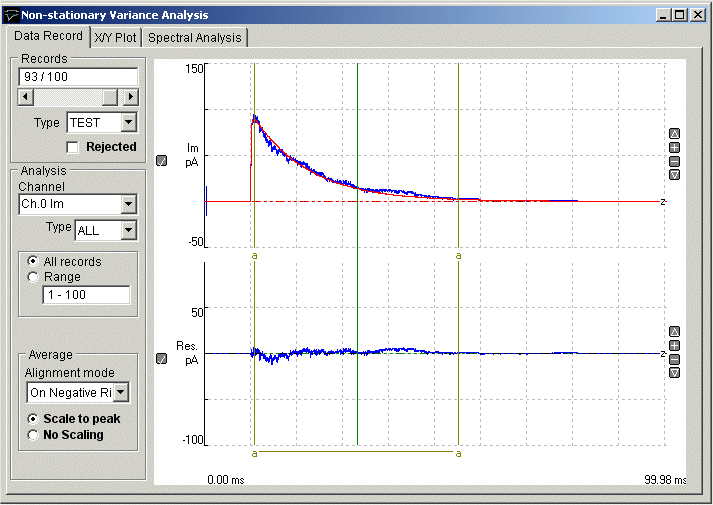 Non-stationary Variance Analysis
Data Record X/Y Plot Spectral Analysis
Records
93 / 100
Type TEST
Rejected
Analysis
Channel
Ch.0 Im
Type ALL
All records
Range
1 - 100
Average
Alignment mode
On Negative Ri
Scale to peak
No Scaling
150
Im
pA
-50
z-
a a
50
Res.
pA
-100
z-
a a
0.00 ms 99.98 ms